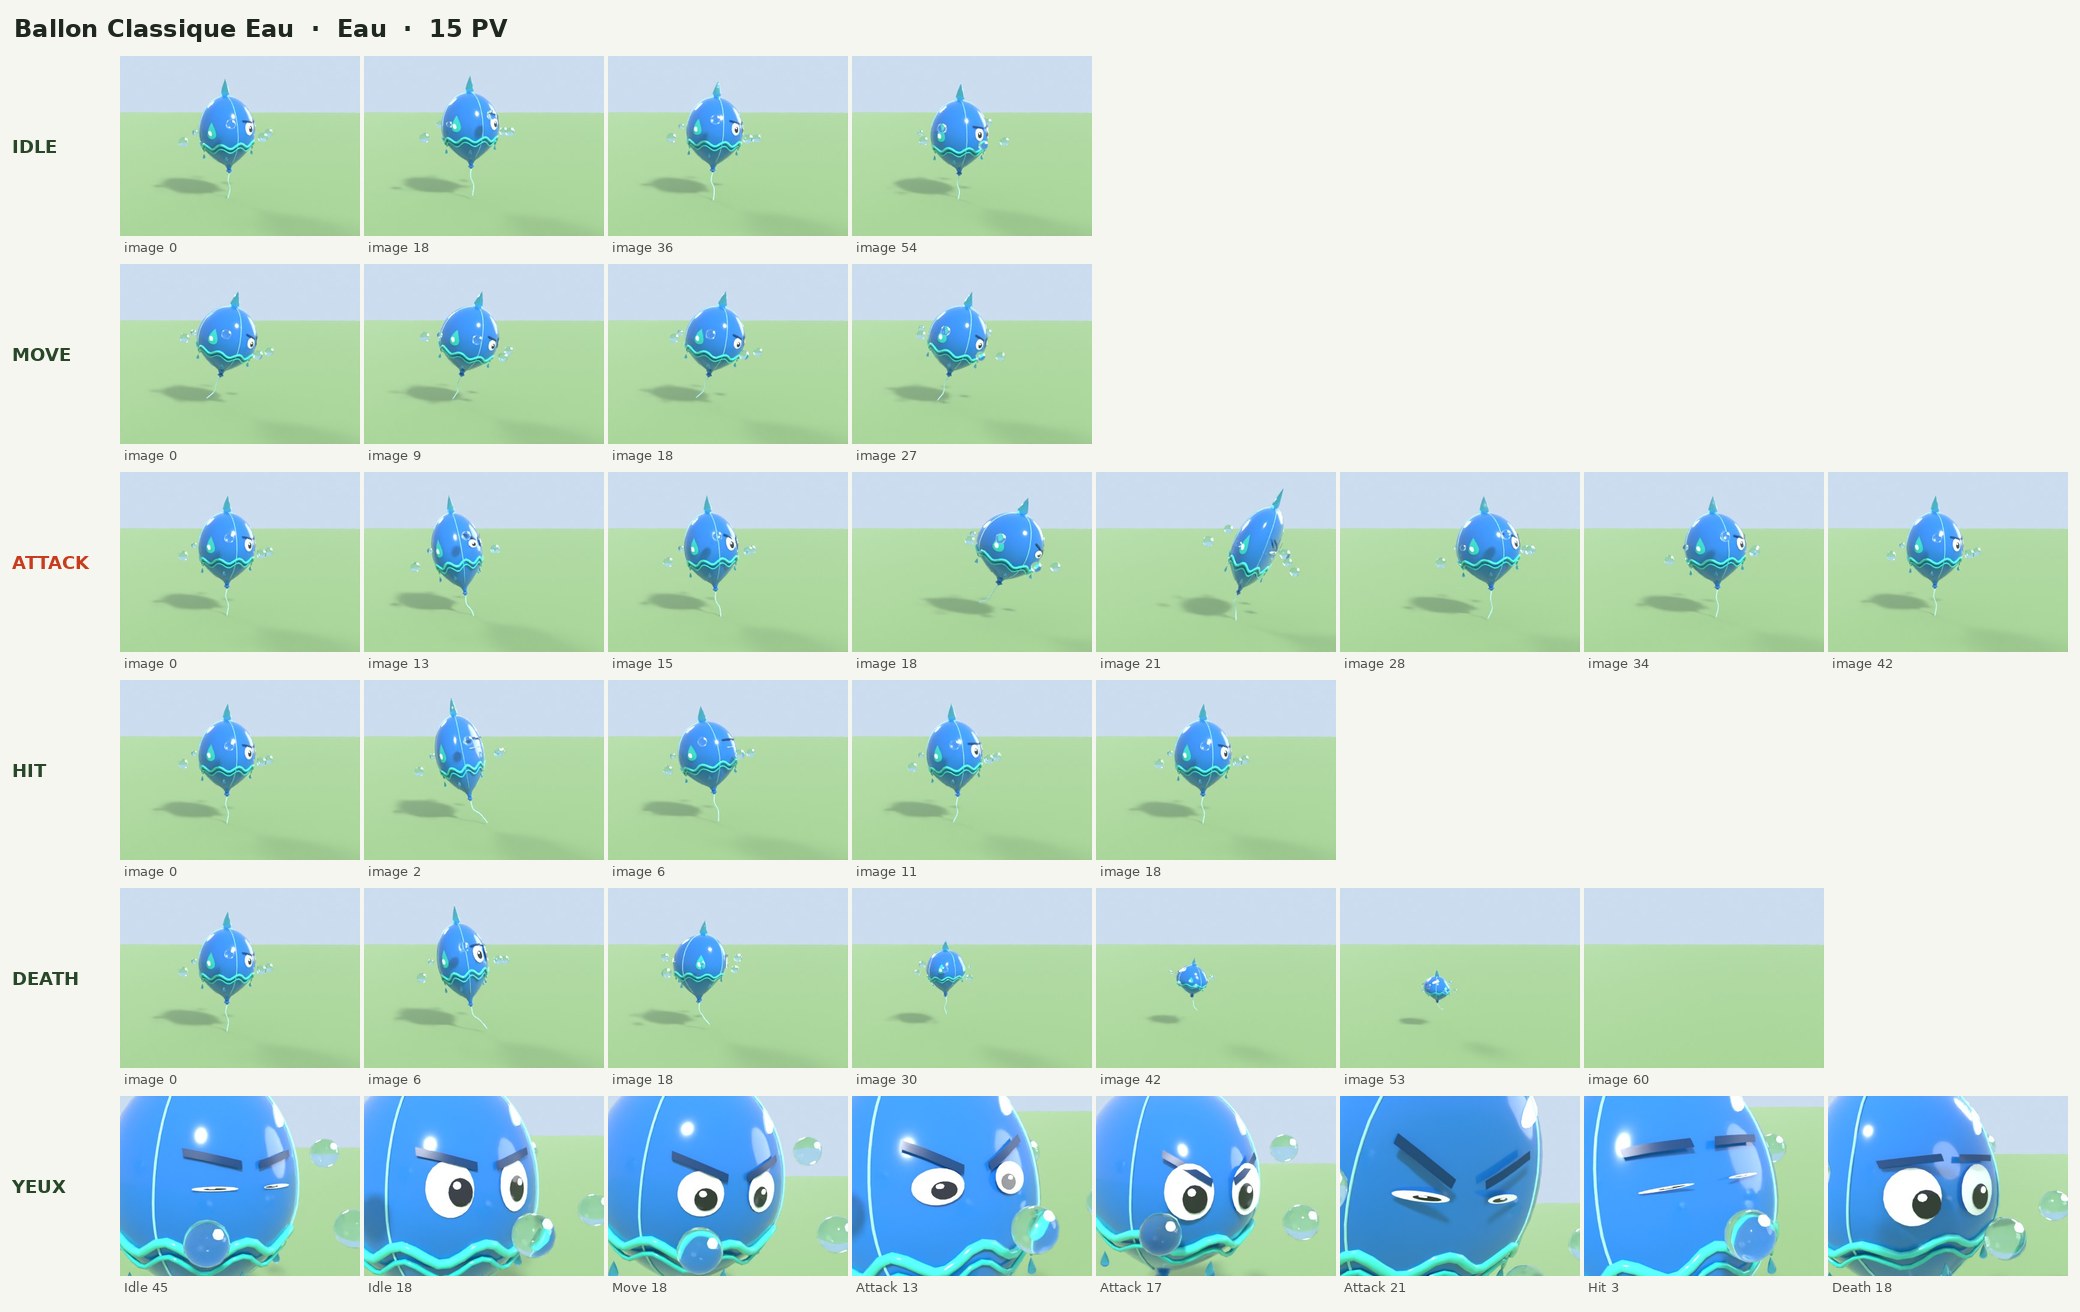 Ballon Classique Eau · Eau · 15 PV
IDLE
image 0 image 18 image 36 image 54
MOVE
image 0 image 9 image 18 image 27
ATTACK
image 0 image 13 image 15 image 18 image 21 image 28 image 34 image 42
HIT
image 0 image 2 image 6 image 11 image 18
DEATH
image 0 image 6 image 18 image 30 image 42 image 53 image 60
YEUX
Idle 45 Idle 18 Move 18 Attack 13 Attack 17 Attack 21 Hit 3 Death 18